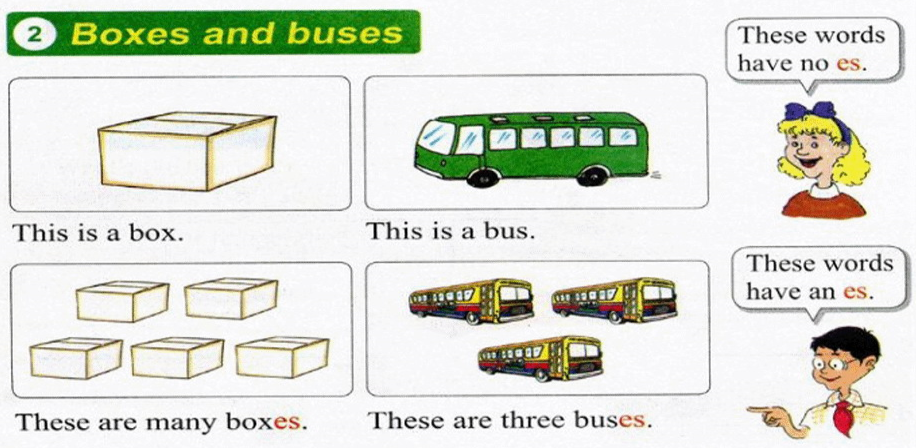 2 Boxes and buses
These words
have no es.
This is a box.
This is a bus.
These words
have an es.
These are many boxes.
These are three buses.